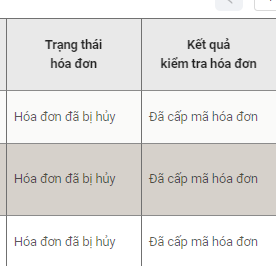 Trạng thái
hóa đơn
Kết quả
kiểm tra hóa đơn
Hóa đơn đã bị hủy
Đã cấp mã hóa đơn
Hóa đơn đã bị hủy
Đã cấp mã hóa đơn
Hóa đơn đã bị hủy
Đã cấp mã hóa đơn